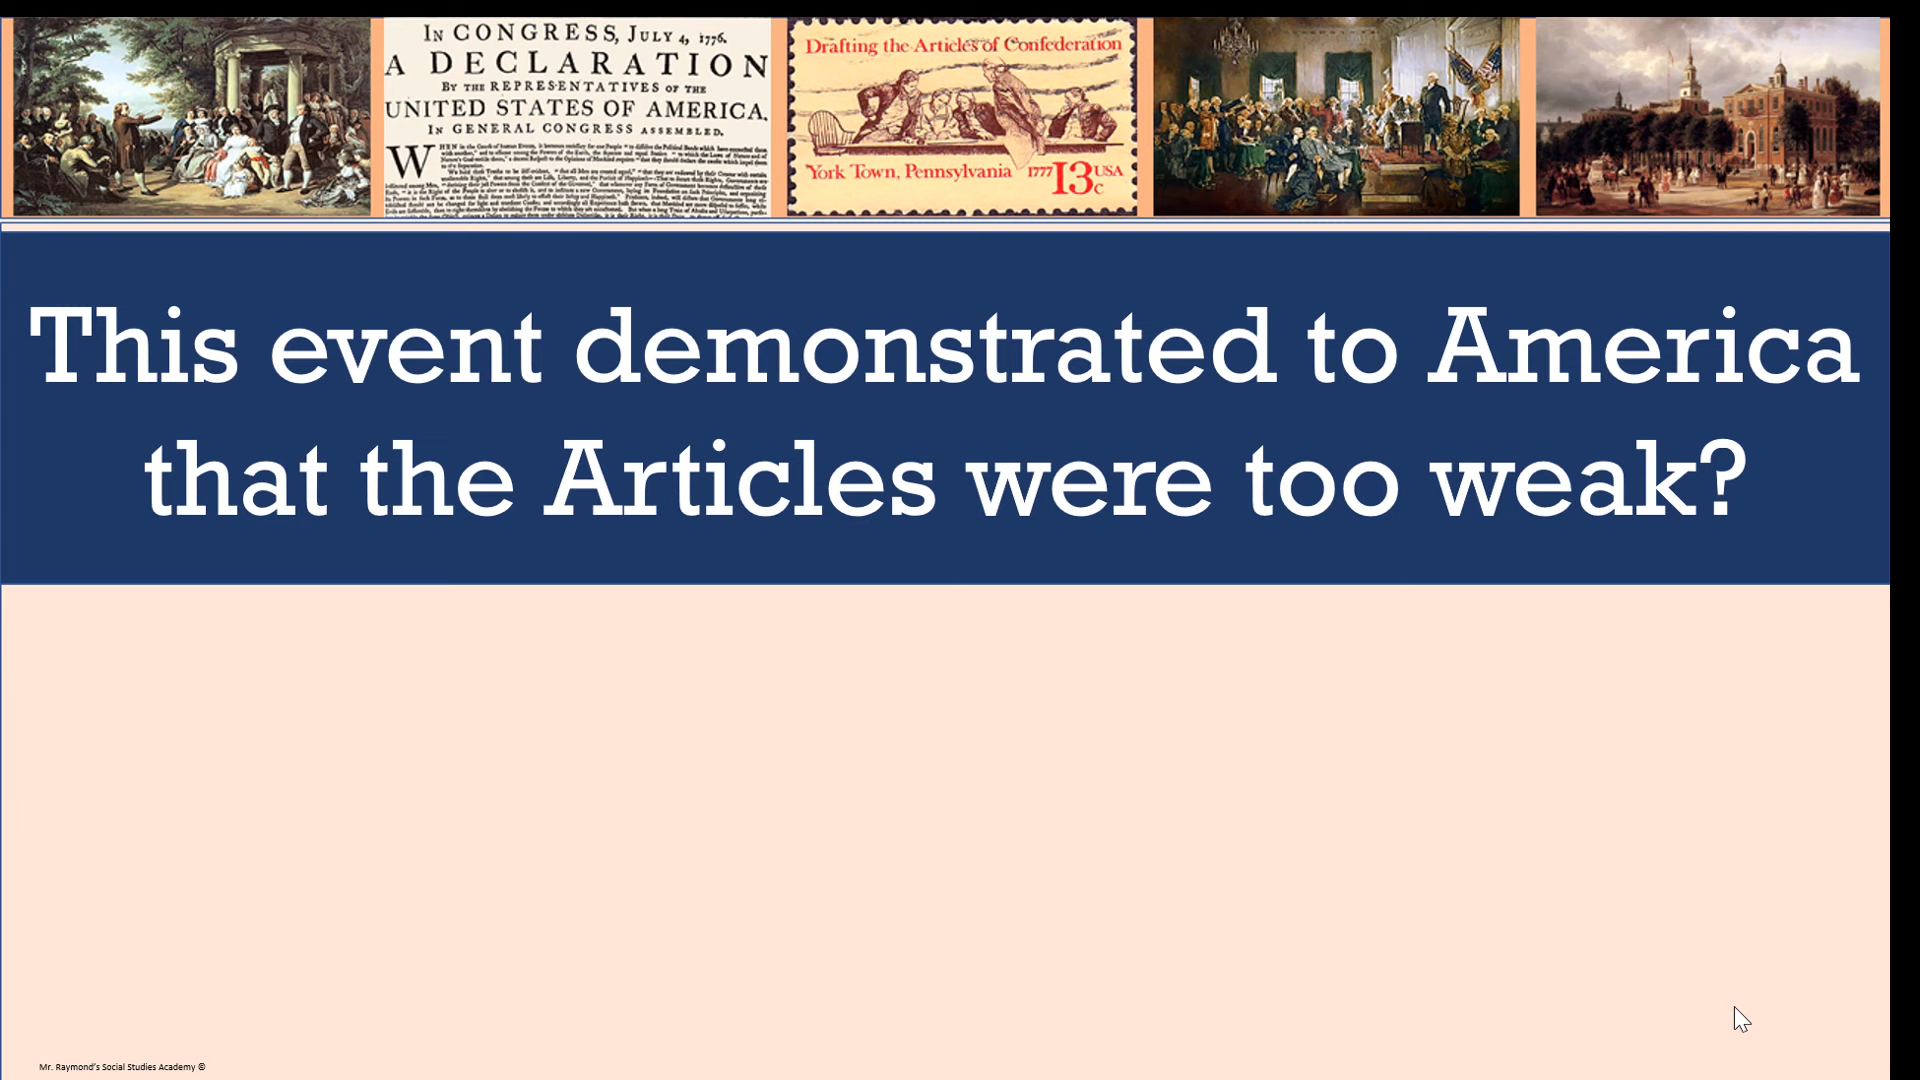 IN CONGRESS, JULY 4, 1776.
A DECLARATION
BY THE REPRESENTATIVES OF THE
UNITED STATES OF AMERICA,
IN GENERAL CONGRESS ASSEMBLED.
Drafting the Articles of Confederation
York Town, Pennsylvania 1777 13c USA
This event demonstrated to America
that the Articles were too weak?
Mr. Raymond's Social Studies Academy ©